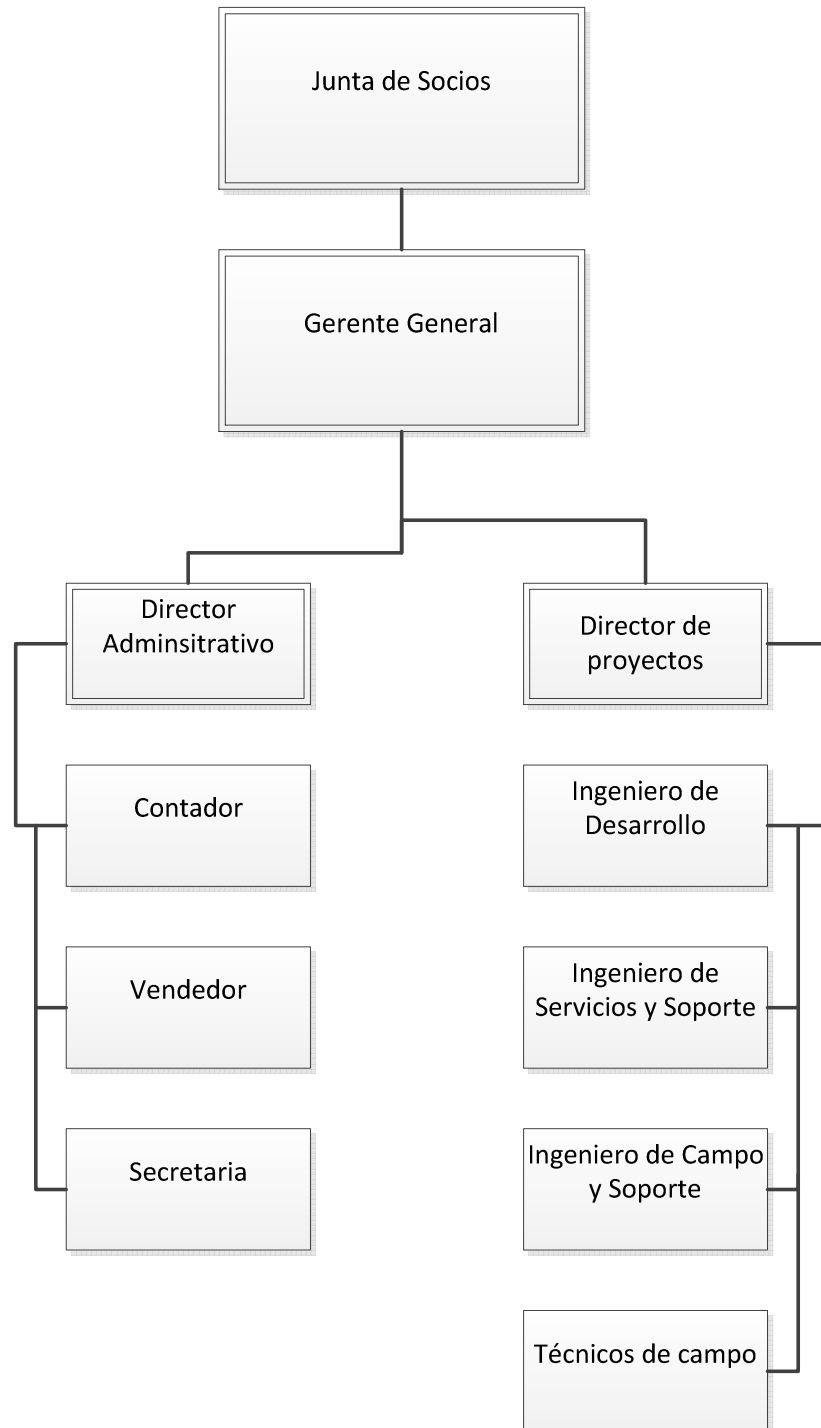 Junta de Socios
Gerente General
Director
Adminsitrativo
Director de
proyectos
Contador
Ingeniero de
Desarrollo
Vendedor
Ingeniero de
Servicios y Soporte
Secretaria
Ingeniero de Campo
y Soporte
Técnicos de campo